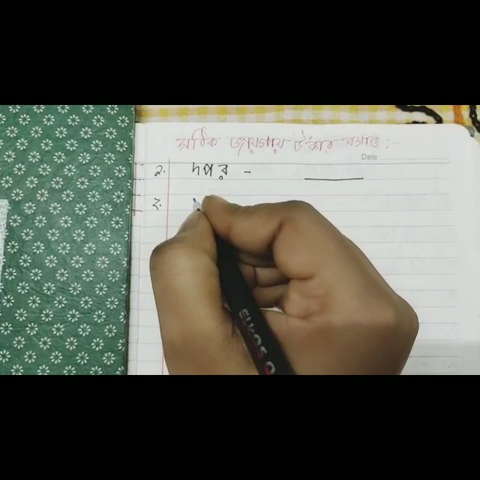 সঠিক জায়গায় উ-কার বসাও :-
Date
১. দপর -
২.